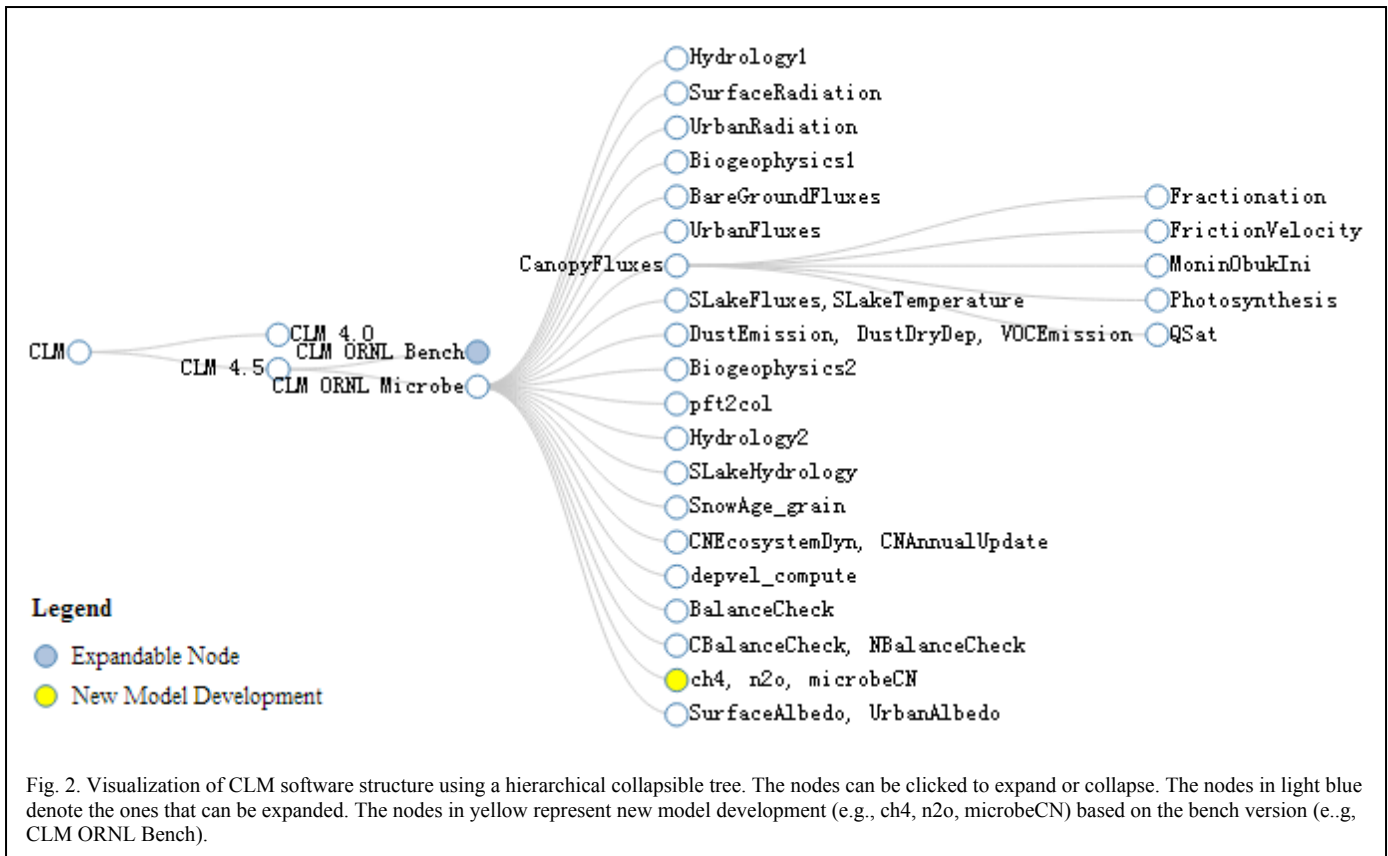 Hydrology1
SurfaceRadiation
UrbanRadiation
Biogeophysics1
BareGroundFluxes
Fractionation
UrbanFluxes
FrictionVelocity
CanopyFluxes
MoninObukIni
SLakeFluxes,SLakeTemperature
Photosynthesis
CLM 4.0
DustEmission, DustDryDep, VOCEmission
QSat
CLM
CLM ORNL Bench
CLM 4.5
Biogeophysics2
CLM ORNL Microbe
pft2col
Hydrology2
SLakeHydrology
SnowAge_grain
CNEcosystemDyn, CNAnnualUpdate
depvel_compute
BalanceCheck
CBalanceCheck, NBalanceCheck
ch4, n2o, microbeCN
SurfaceAlbedo, UrbanAlbedo
Legend
Expandable Node
New Model Development
Fig. 2. Visualization of CLM software structure using a hierarchical collapsible tree. The nodes can be clicked to expand or collapse. The nodes in light blue
denote the ones that can be expanded. The nodes in yellow represent new model development (e.g., ch4, n2o, microbeCN) based on the bench version (e..g,
CLM ORNL Bench).